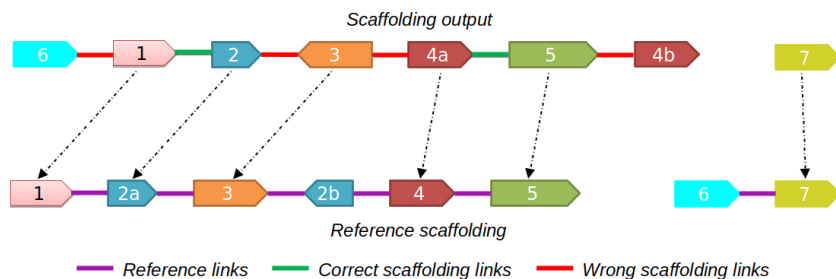 Scaffolding output
6 1 2 3 4a 5 4b 7
1 2a 3 2b 4 5 6 7
Reference scaffolding
Reference links Correct scaffolding links Wrong scaffolding links